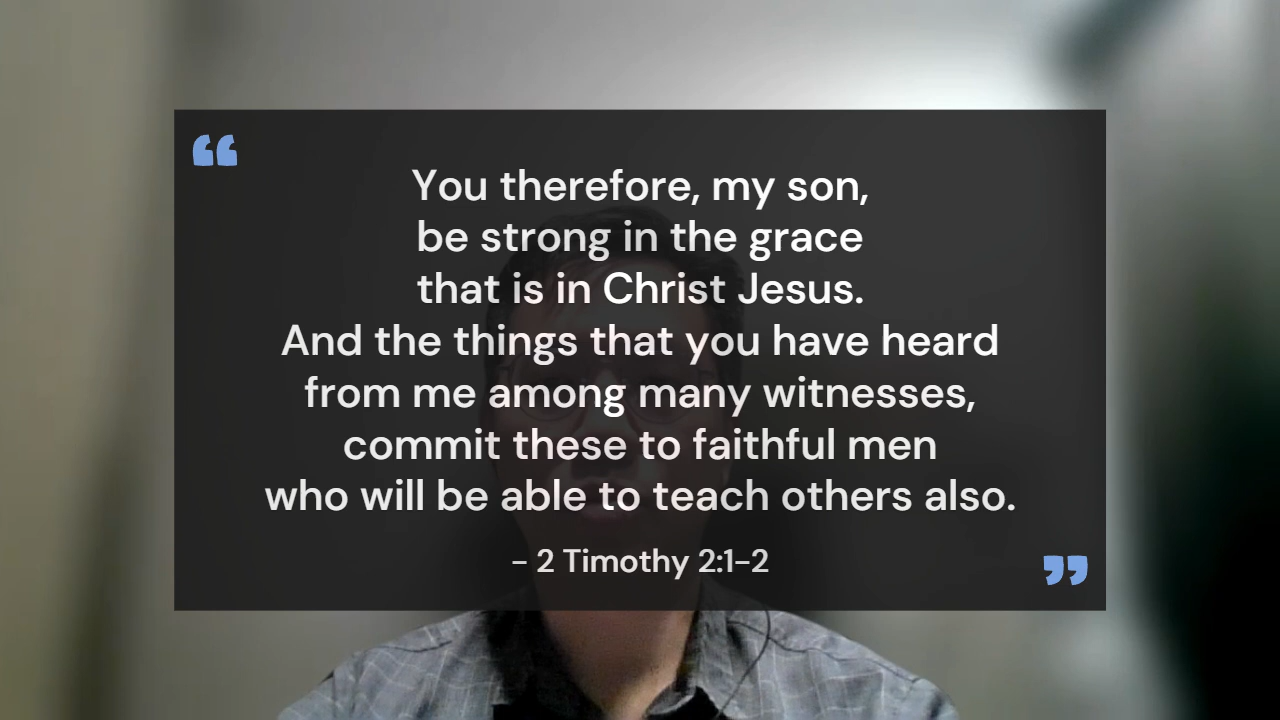 “
You therefore, my son,
be strong in the grace
that is in Christ Jesus.
And the things that you have heard
from me among many witnesses,
commit these to faithful men
who will be able to teach others also.
– 2 Timothy 2:1–2
”